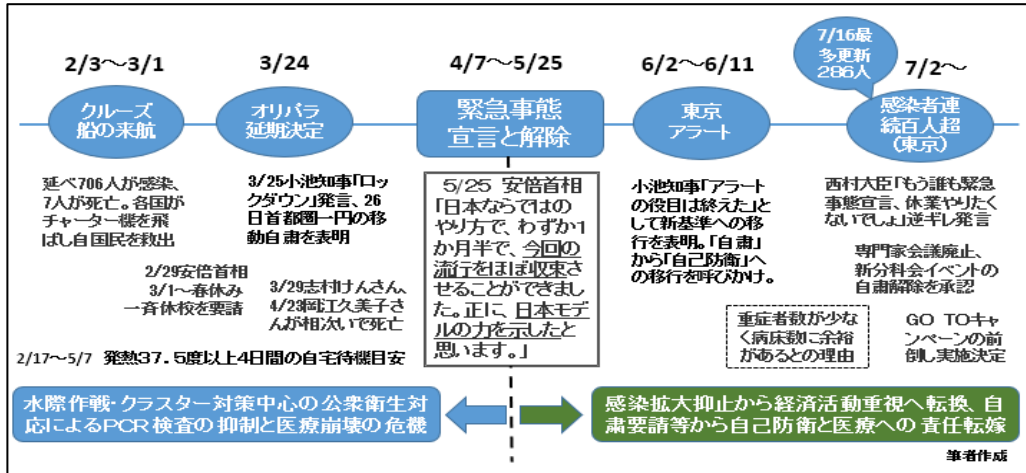 7/16最
多更新
286人
2/3～3/1
3/24
4/7～5/25
6/2～6/11
7/2～
クルーズ
船の来航
オリパラ
延期決定
緊急事態
宣言と解除
東京
アラート
感染者連
続百人超
(東京)
延べ706人が感染、
7人が死亡。各国が
チャーター機を飛
ばし自国民を救出
3/25小池知事「ロッ
クダウン」発言、26
日首都圏一円の移
動自粛を表明
5/25 安倍首相
「日本ならではの
やり方で、わずか1
か月半で、今回の
流行をほぼ収束さ
せることができまし
た。正に、日本モデ
ルの力を示したと
思います。」
小池知事「アラート
の役目は終えた」と
して新基準への移
行を表明。「自粛」
から「自己防衛」へ
の移行を呼びかけ。
西村大臣「もう誰も緊急
事態宣言、休業やりたく
ないでしょ」逆ギレ発言
専門家会議廃止、
新分科会イベントの
自粛解除を承認
2/29安倍首相
3/1～春休み
一斉休校を要請
3/29志村けんさん、
4/23岡江久美子さ
んが相次いで死亡
重症者数が少な
く病床数に余裕
があるとの理由
GO TOキャ
ンペーンの前
倒し実施決定
2/17～5/7 発熱37.5度以上4日間の自宅待機目安
水際作戦・クラスター対策中心の公衆衛生対
応によるPCR検査の抑制と医療崩壊の危機
感染拡大抑止から経済活動重視へ転換、自
粛要請等から自己防衛と医療への責任転嫁
筆者作成